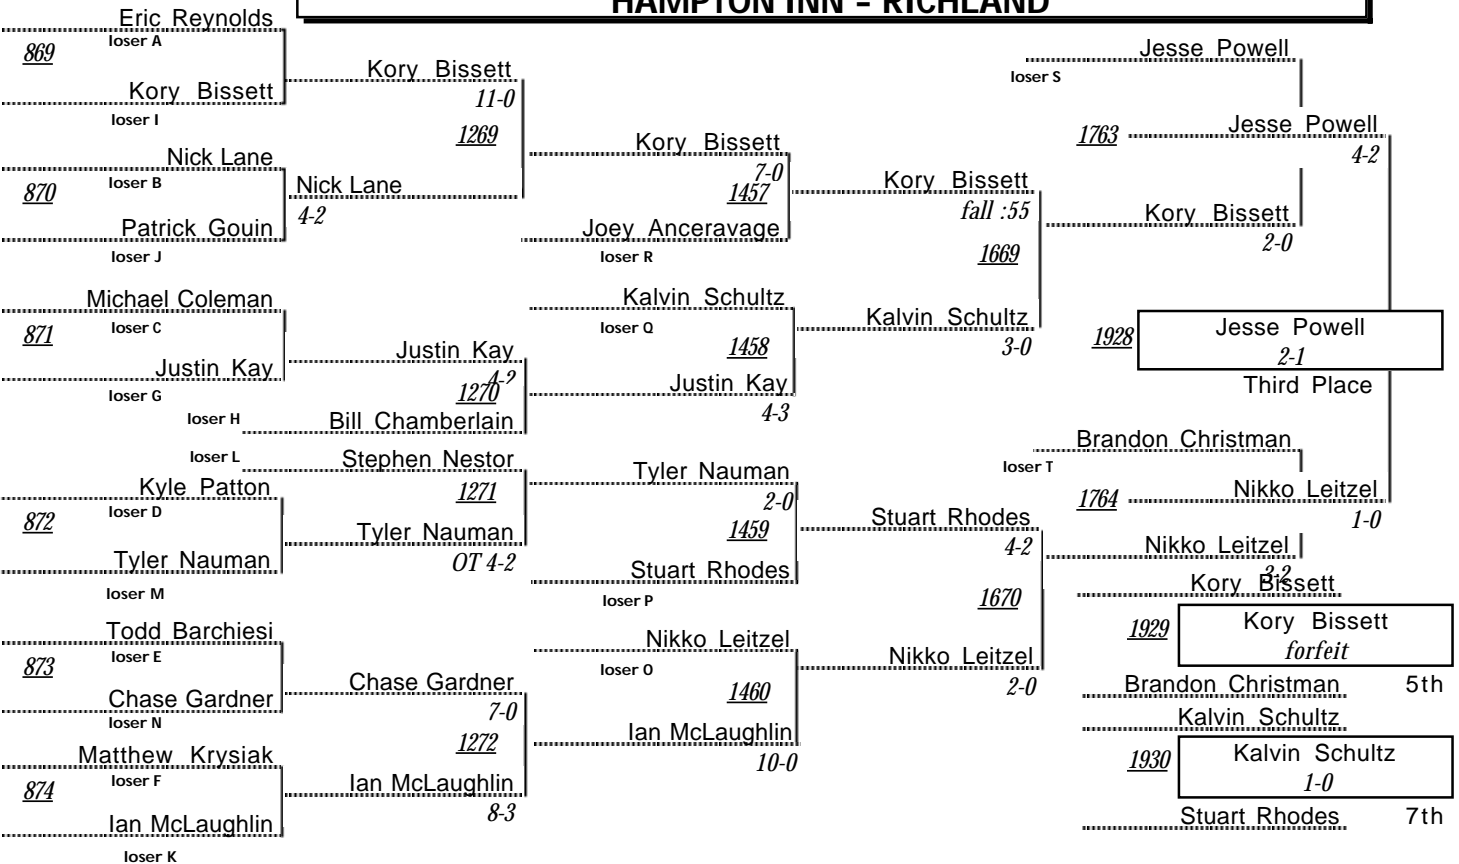 HAMPTON INN – RICHLAND
Eric Reynolds
loser A
869
Kory Bissett
loser I
Kory Bissett
11-0
1269
Nick Lane
loser B
870
Patrick Gouin
loser J
Nick Lane
4-2
Kory Bissett
7-0
1457
Joey Anceravage
loser R
Kory Bissett
fall :55
1669
Michael Coleman
loser C
871
Justin Kay
loser G
Justin Kay
4-2
1270
loser H
Bill Chamberlain
Kalvin Schultz
loser Q
1458
Justin Kay
4-3
Kalvin Schultz
3-0
loser L
Stephen Nestor
1271
Kyle Patton
loser D
872
Tyler Nauman
loser M
Tyler Nauman
OT 4-2
Tyler Nauman
2-0
1459
Stuart Rhodes
loser P
Stuart Rhodes
4-2
1670
Todd Barchiesi
loser E
873
Chase Gardner
loser N
Chase Gardner
7-0
1272
Matthew Krysiak
loser F
874
Ian McLaughlin
loser K
Ian McLaughlin
8-3
Nikko Leitzel
loser O
1460
Ian McLaughlin
10-0
Nikko Leitzel
2-0
Jesse Powell
loser S
1763
Jesse Powell
4-2
Kory Bissett
2-0
1928
Jesse Powell
2-1
Third Place
Brandon Christman
loser T
1764
Nikko Leitzel
1-0
Nikko Leitzel
3-2
Kory Bissett
1929
Kory Bissett
forfeit
Brandon Christman
5th
Kalvin Schultz
1930
Kalvin Schultz
1-0
Stuart Rhodes
7th